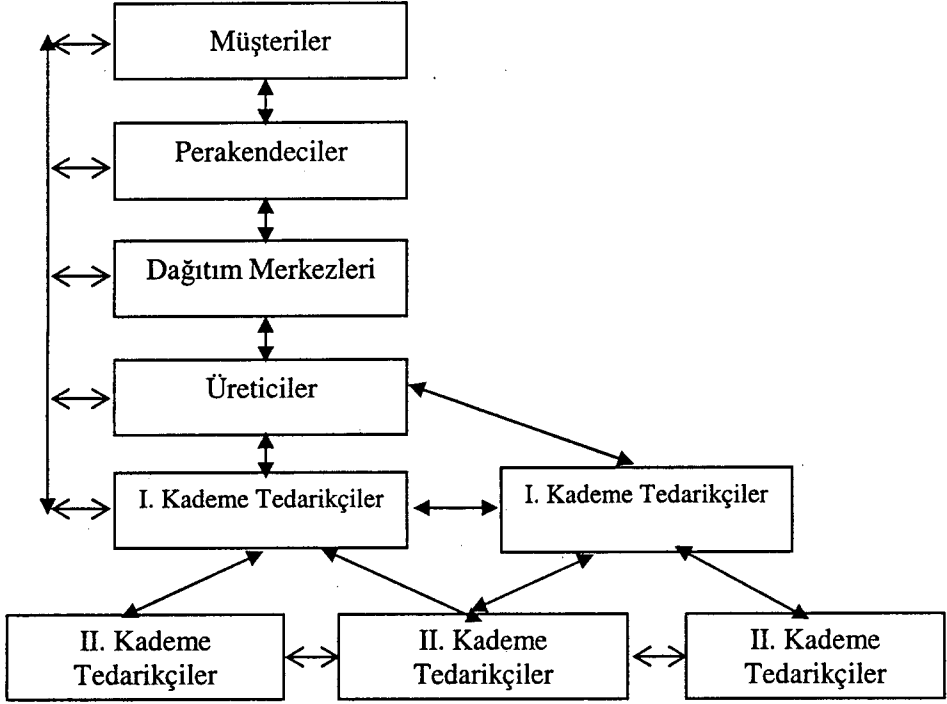 Müşteriler
Perakendeciler
Dağıtım Merkezleri
Üreticiler
I. Kademe Tedarikçiler
I. Kademe Tedarikçiler
II. Kademe
Tedarikçiler
II. Kademe
Tedarikçiler
II. Kademe
Tedarikçiler